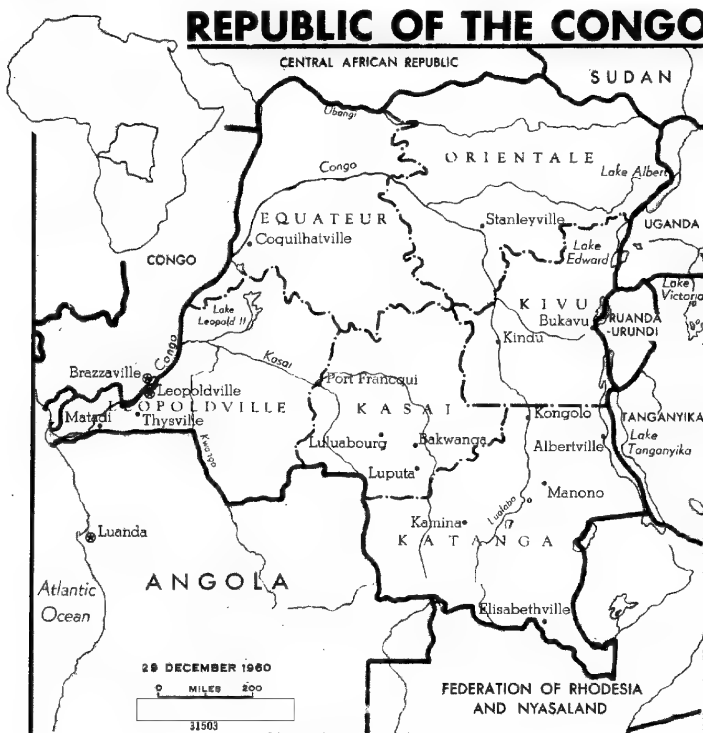 REPUBLIC OF THE CONGO
CENTRAL AFRICAN REPUBLIC
SUDAN
Ubangi
ORIENTALE
Congo
Lake Albert
EQUATEUR
Stanleyville
UGANDA
Coquilhatville
Lake
Edward
CONGO
Lake
Victoria
KIVU
Lake
Leopold II
Bukavu
RUANDA
-URUNDI
Kindu
Congo
Kasai
Brazzaville
Port Francqui
Leopoldville
LEOPOLDVILLE
KASAI
Kongolo
TANGANYIKA
Matadi
Thysville
Kwango
Luluabourg
Bakwanga
Albertville
Lake
Tanganyika
Luputa
Manono
Lualaba
Kamina
Luanda
KATANGA
ANGOLA
Atlantic
Ocean
Elisabethville
29 DECEMBER 1960
0 MILES 200
FEDERATION OF RHODESIA
AND NYASALAND
31503